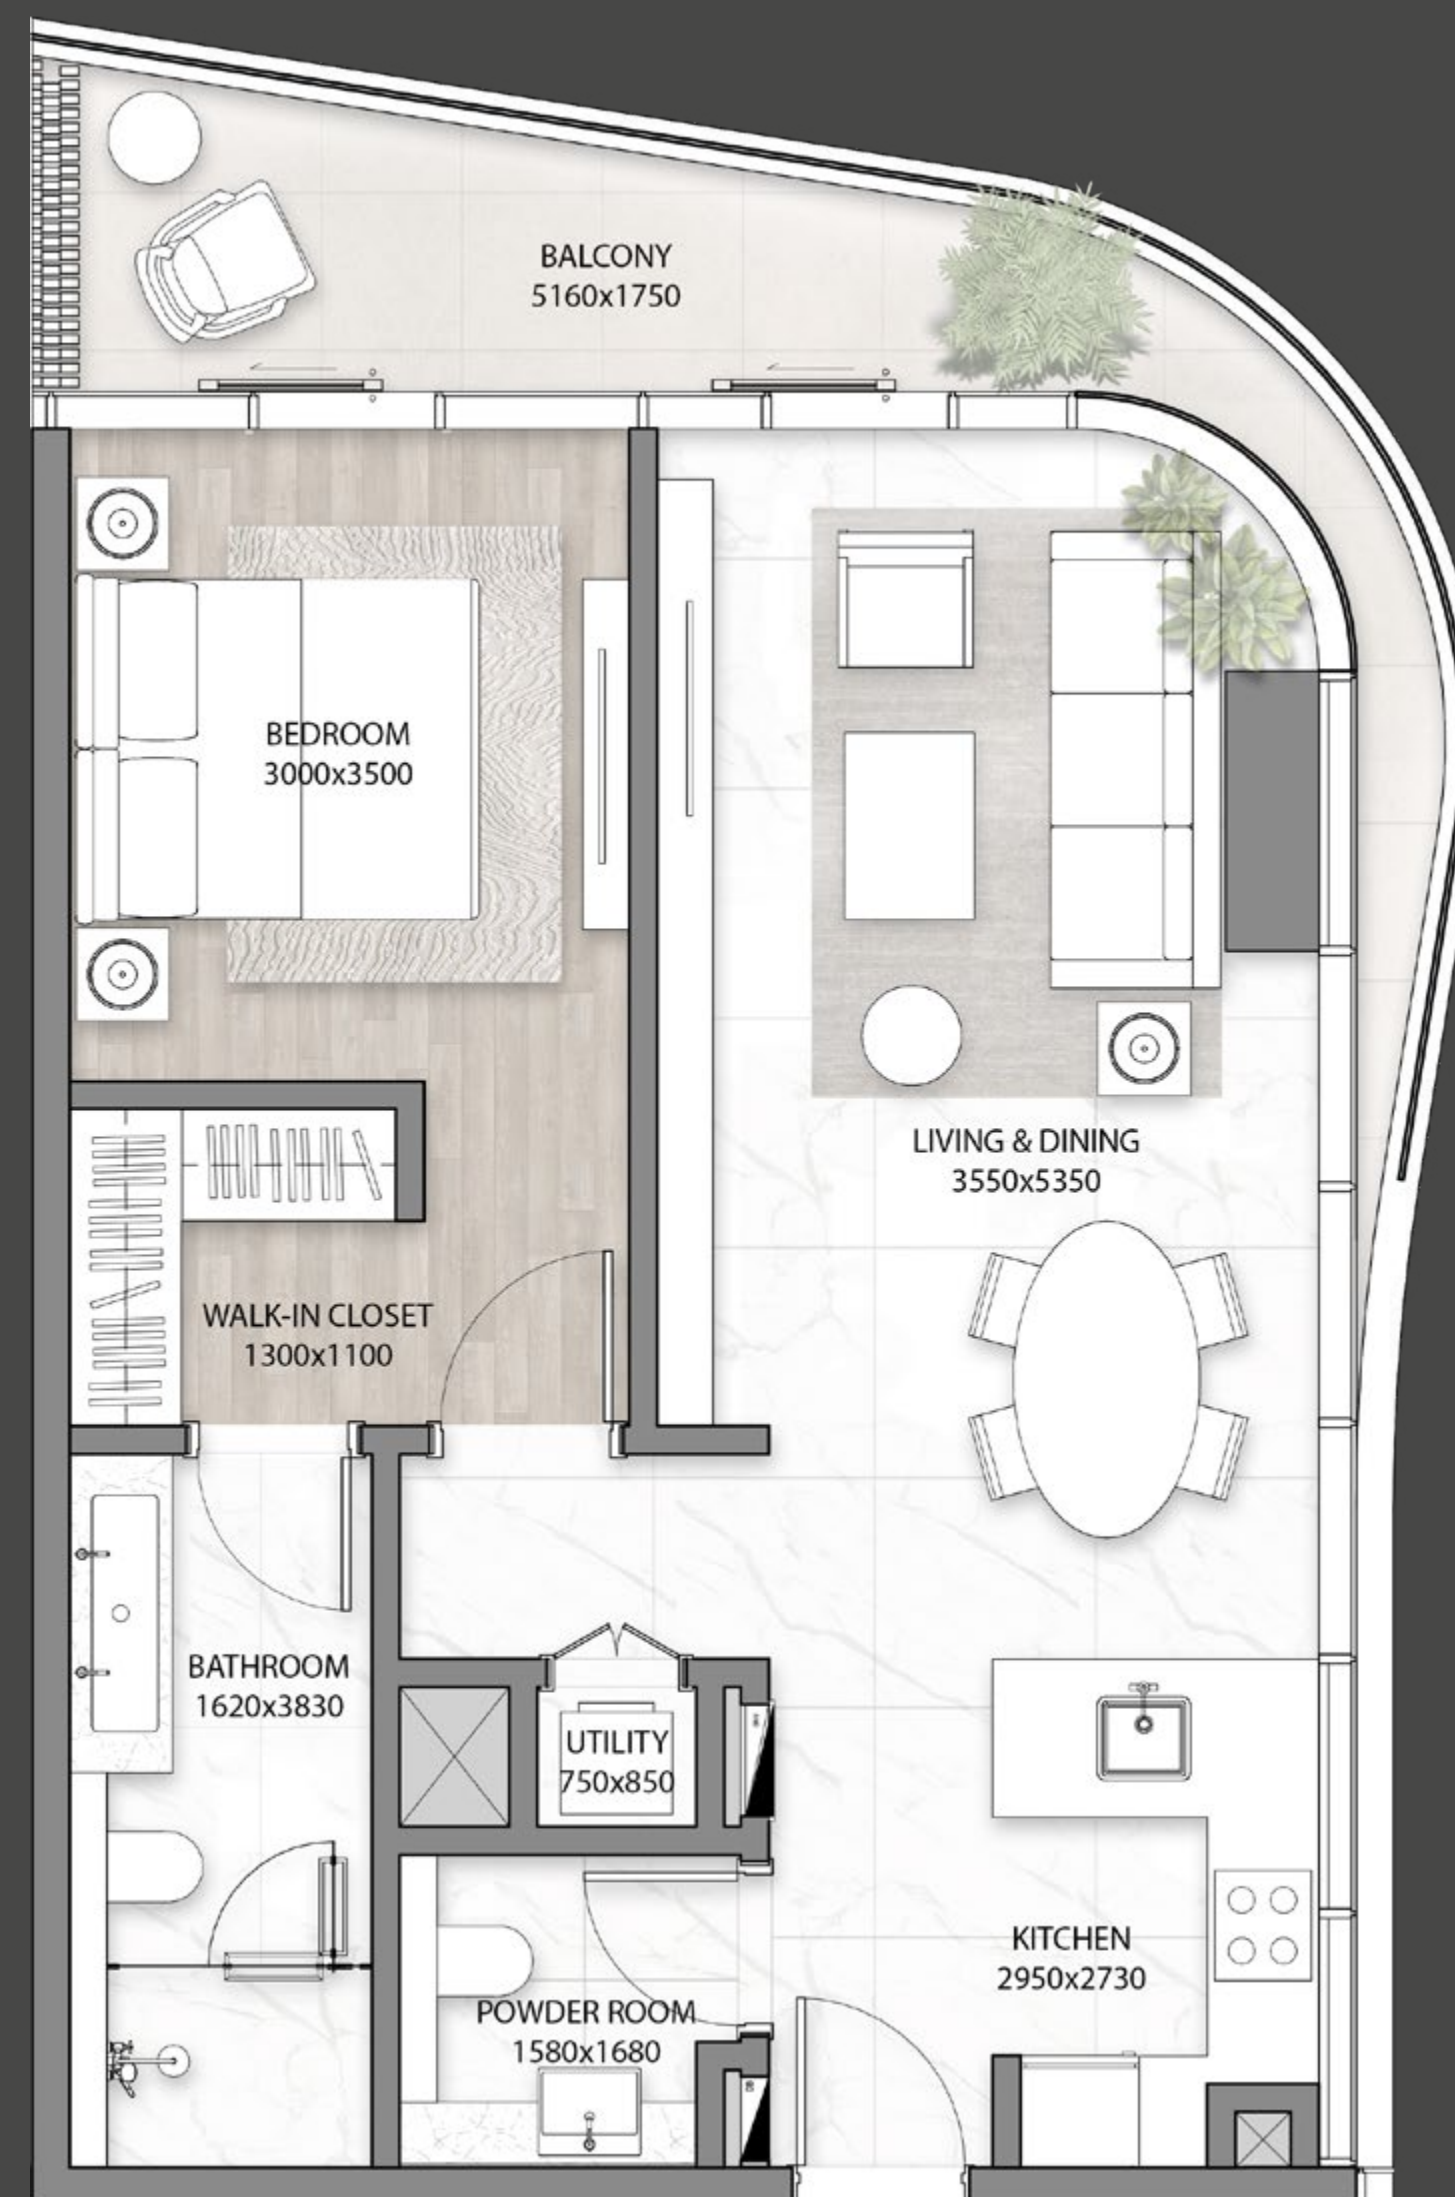 BALCONY
5160x1750
BEDROOM
3000x3500
LIVING & DINING
3550x5350
WALK-IN CLOSET
1300x1100
BATHROOM
1620x3830
UTILITY
750x850
KITCHEN
2950x2730
POWDER ROOM
1580x1680